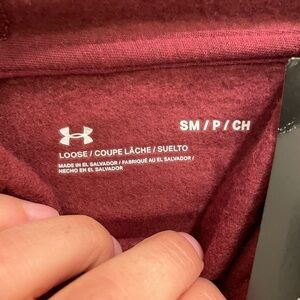 SM / P / CH
LOOSE / COUPE LÂCHE / SUELTO
MADE IN EL SALVADOR / FABRIQUÉ AU EL SALVADOR /
HECHO EN EL SALVADOR